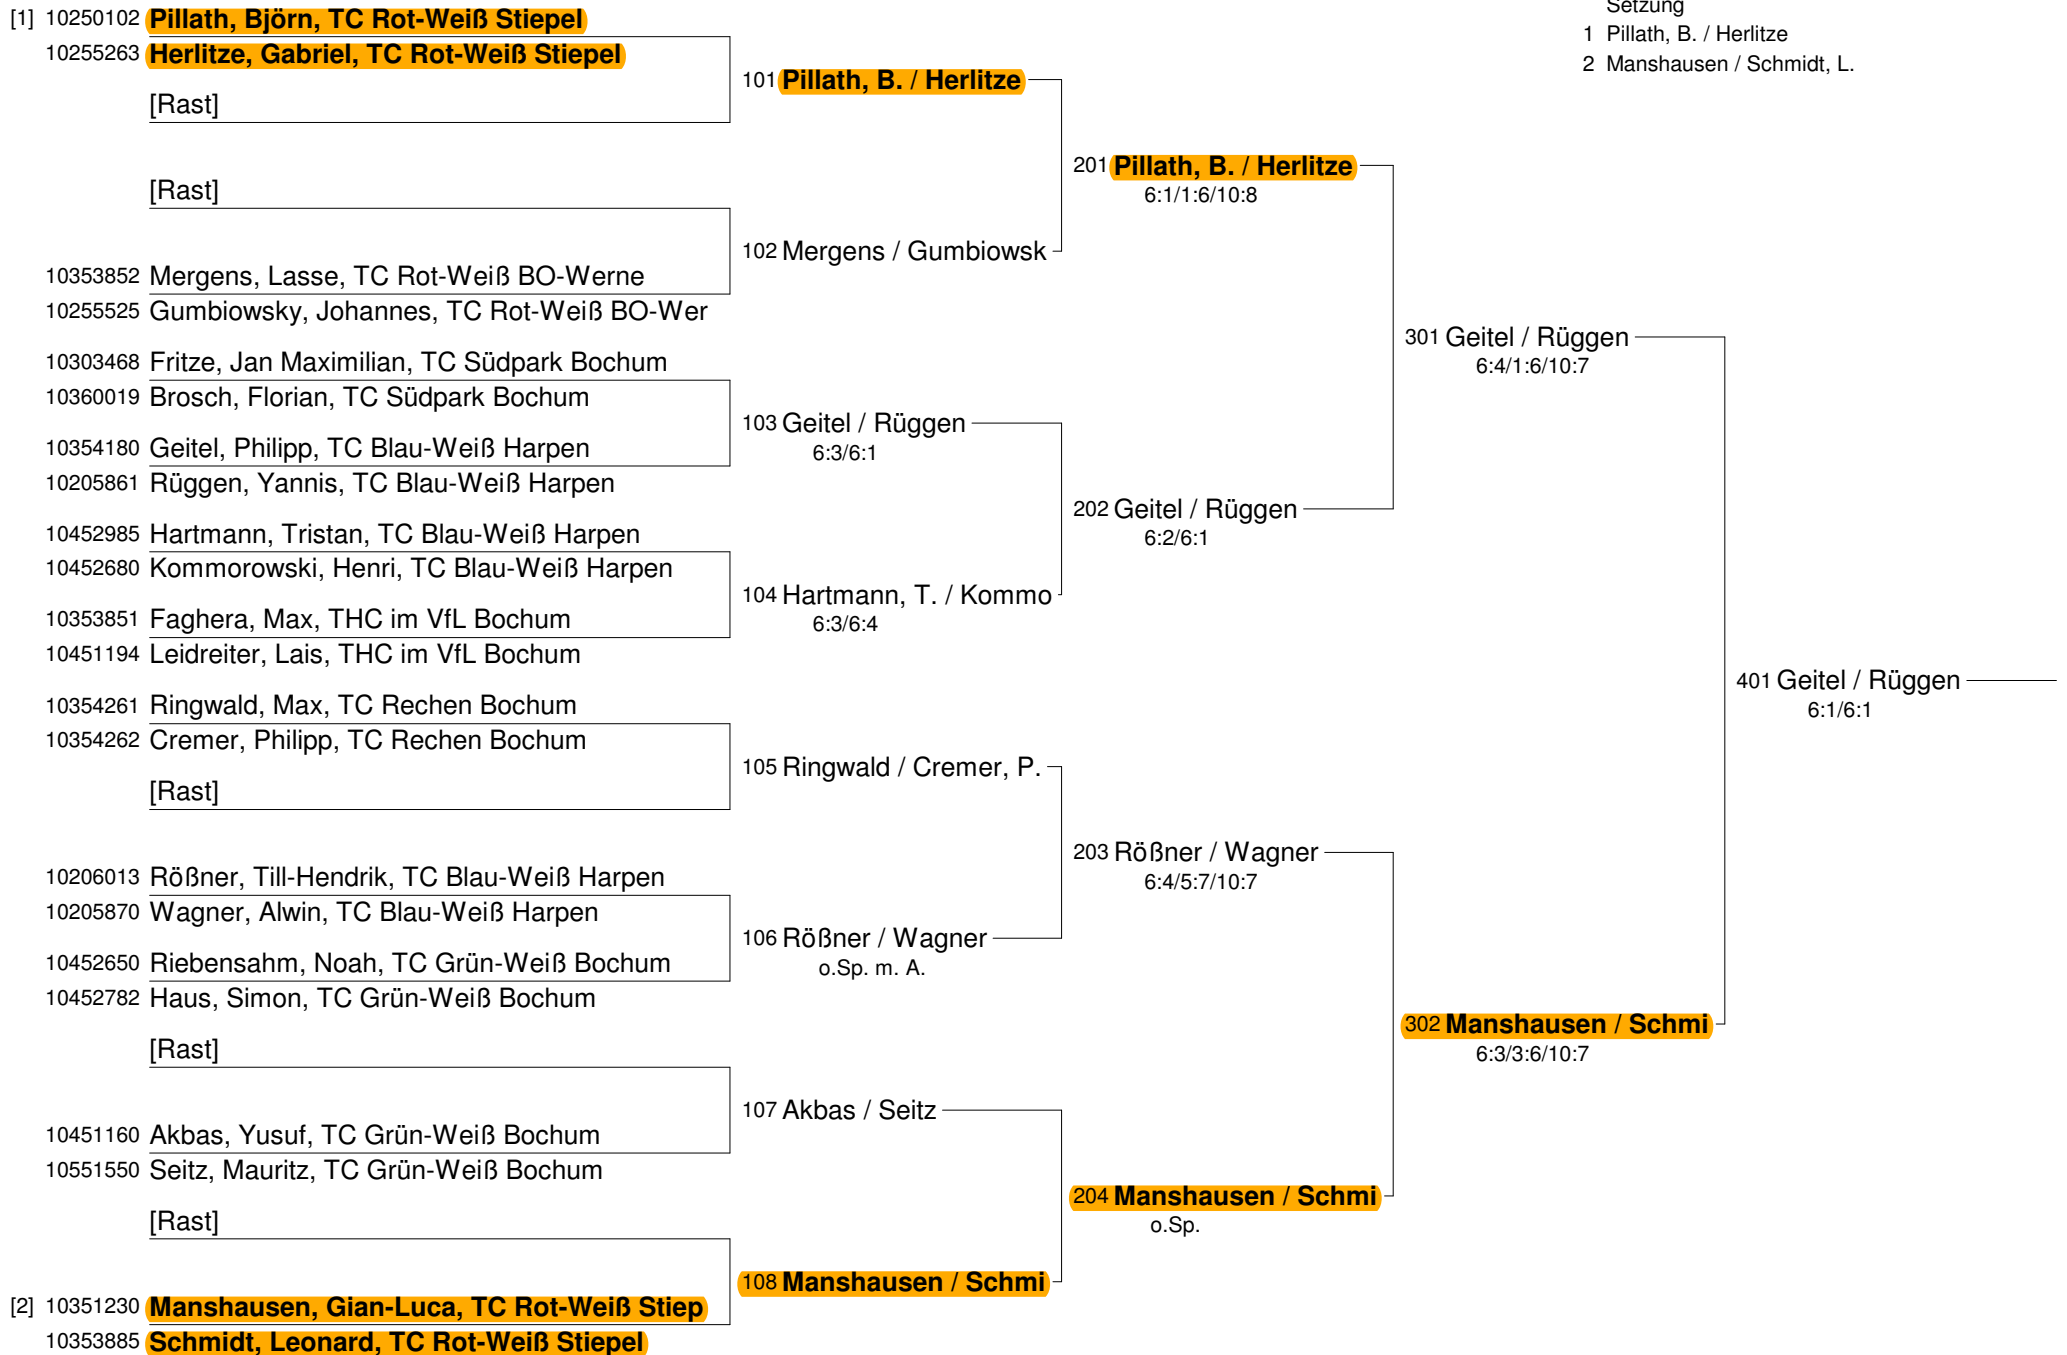 [1] 10250102 Pillath, Björn, TC Rot-Weiß Stiepel
10255263 Herlitze, Gabriel, TC Rot-Weiß Stiepel
[Rast]
[Rast]
10353852 Mergens, Lasse, TC Rot-Weiß BO-Werne
10255525 Gumbiowsky, Johannes, TC Rot-Weiß BO-Wer
10303468 Fritze, Jan Maximilian, TC Südpark Bochum
10360019 Brosch, Florian, TC Südpark Bochum
10354180 Geitel, Philipp, TC Blau-Weiß Harpen
10205861 Rüggen, Yannis, TC Blau-Weiß Harpen
10452985 Hartmann, Tristan, TC Blau-Weiß Harpen
10452680 Kommorowski, Henri, TC Blau-Weiß Harpen
10353851 Faghera, Max, THC im VfL Bochum
10451194 Leidreiter, Lais, THC im VfL Bochum
10354261 Ringwald, Max, TC Rechen Bochum
10354262 Cremer, Philipp, TC Rechen Bochum
[Rast]
10206013 Rößner, Till-Hendrik, TC Blau-Weiß Harpen
10205870 Wagner, Alwin, TC Blau-Weiß Harpen
10452650 Riebensahm, Noah, TC Grün-Weiß Bochum
10452782 Haus, Simon, TC Grün-Weiß Bochum
[Rast]
10451160 Akbas, Yusuf, TC Grün-Weiß Bochum
10551550 Seitz, Mauritz, TC Grün-Weiß Bochum
[Rast]
[2] 10351230 Manshausen, Gian-Luca, TC Rot-Weiß Stiep
10353885 Schmidt, Leonard, TC Rot-Weiß Stiepel
101 Pillath, B. / Herlitze
102 Mergens / Gumbiowsk
103 Geitel / Rüggen
6:3/6:1
104 Hartmann, T. / Kommo
6:3/6:4
105 Ringwald / Cremer, P.
106 Rößner / Wagner
o.Sp. m. A.
107 Akbas / Seitz
108 Manshausen / Schmi
201 Pillath, B. / Herlitze
6:1/1:6/10:8
202 Geitel / Rüggen
6:2/6:1
203 Rößner / Wagner
6:4/5:7/10:7
204 Manshausen / Schmi
o.Sp.
301 Geitel / Rüggen
6:4/1:6/10:7
302 Manshausen / Schmi
6:3/3:6/10:7
401 Geitel / Rüggen
6:1/6:1
Setzung
1 Pillath, B. / Herlitze
2 Manshausen / Schmidt, L.